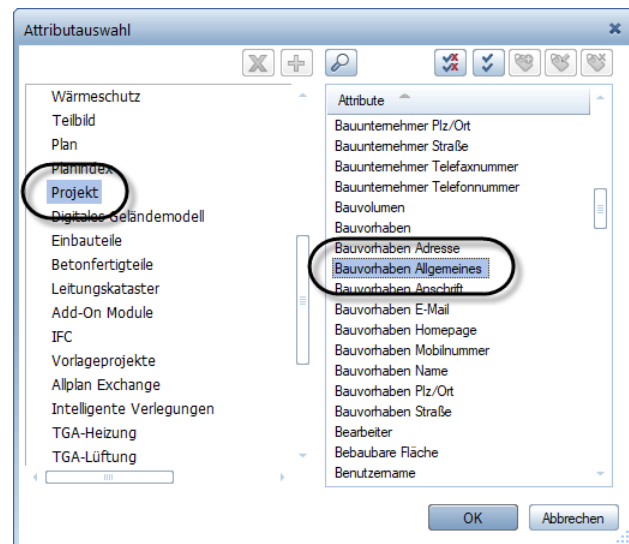 Attributauswahl
Wärmeschutz
Teilbild
Plan
Planindex
Projekt
Digitales Geländemodell
Einbauteile
Betonfertigteile
Leitungskataster
Add-On Module
IFC
Vorlageprojekte
Allplan Exchange
Intelligente Verlegungen
TGA-Heizung
TGA-Lüftung
Attribute
Bauunternehmer Plz/Ort
Bauunternehmer Straße
Bauunternehmer Telefaxnummer
Bauunternehmer Telefonnummer
Bauvolumen
Bauvorhaben
Bauvorhaben Adresse
Bauvorhaben Allgemeines
Bauvorhaben Anschrift
Bauvorhaben E-Mail
Bauvorhaben Homepage
Bauvorhaben Mobilnummer
Bauvorhaben Name
Bauvorhaben Plz/Ort
Bauvorhaben Straße
Bearbeiter
Bebaubare Fläche
Benutzername
OK
Abbrechen